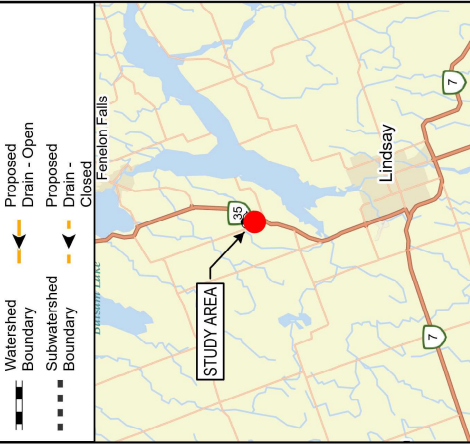 Watershed
Boundary
Subwatershed
Boundary
Proposed
Drain - Open
Proposed
Drain -
Closed
Fenelon Falls
Balsam Lake
35
STUDY AREA
Lindsay
7
7